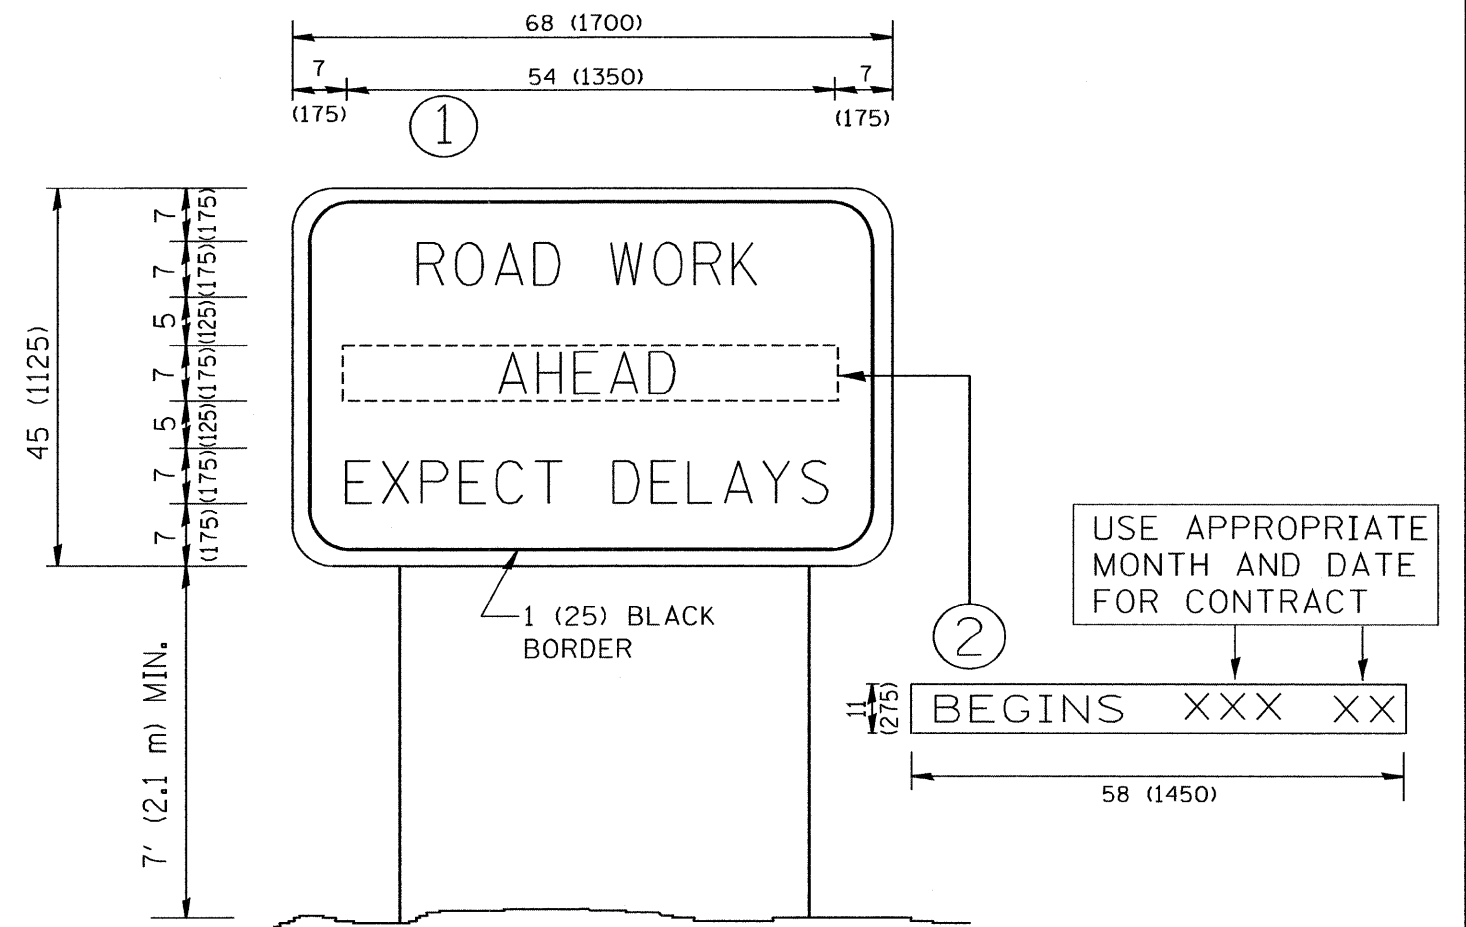 68 (1700)
7 54 (1350) 7
(175) (175)
1
45 (1125)
7 (175)
7 (175)
5 (125)
7 (175)
5 (125)
7 (175)
7 (175)
ROAD WORK
AHEAD
EXPECT DELAYS
1 (25) BLACK
BORDER
7' (2.1 m) MIN.
2
USE APPROPRIATE
MONTH AND DATE
FOR CONTRACT
11
(275)
BEGINS XXX XX
58 (1450)